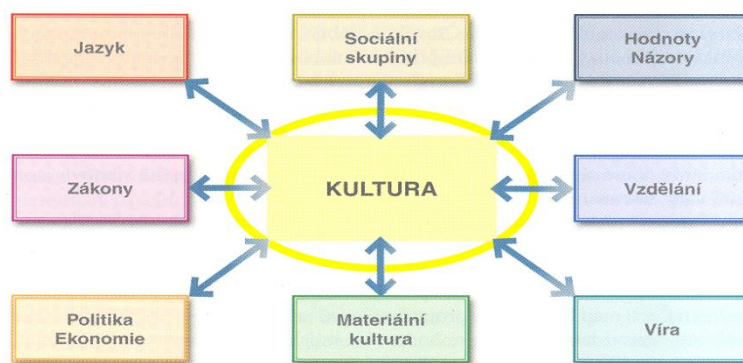 Jazyk
Sociální
skupiny
Hodnoty
Názory
Zákony
KULTURA
Vzdělání
Politika
Ekonomie
Materiální
kultura
Víra